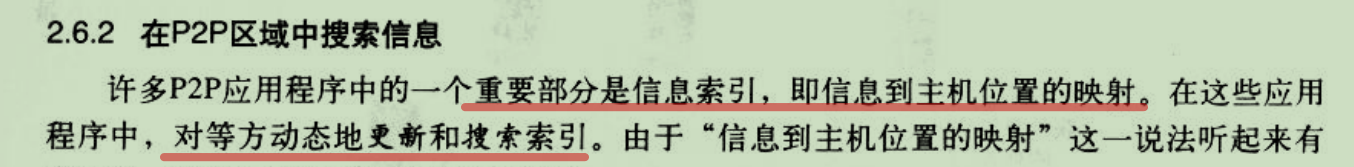 2.6.2 在P2P区域中搜索信息
许多P2P应用程序中的一个重要部分是信息索引，即信息到主机位置的映射。在这些应用
程序中，对等方动态地更新和搜索索引。由于“信息到主机位置的映射”这一说法听起来有